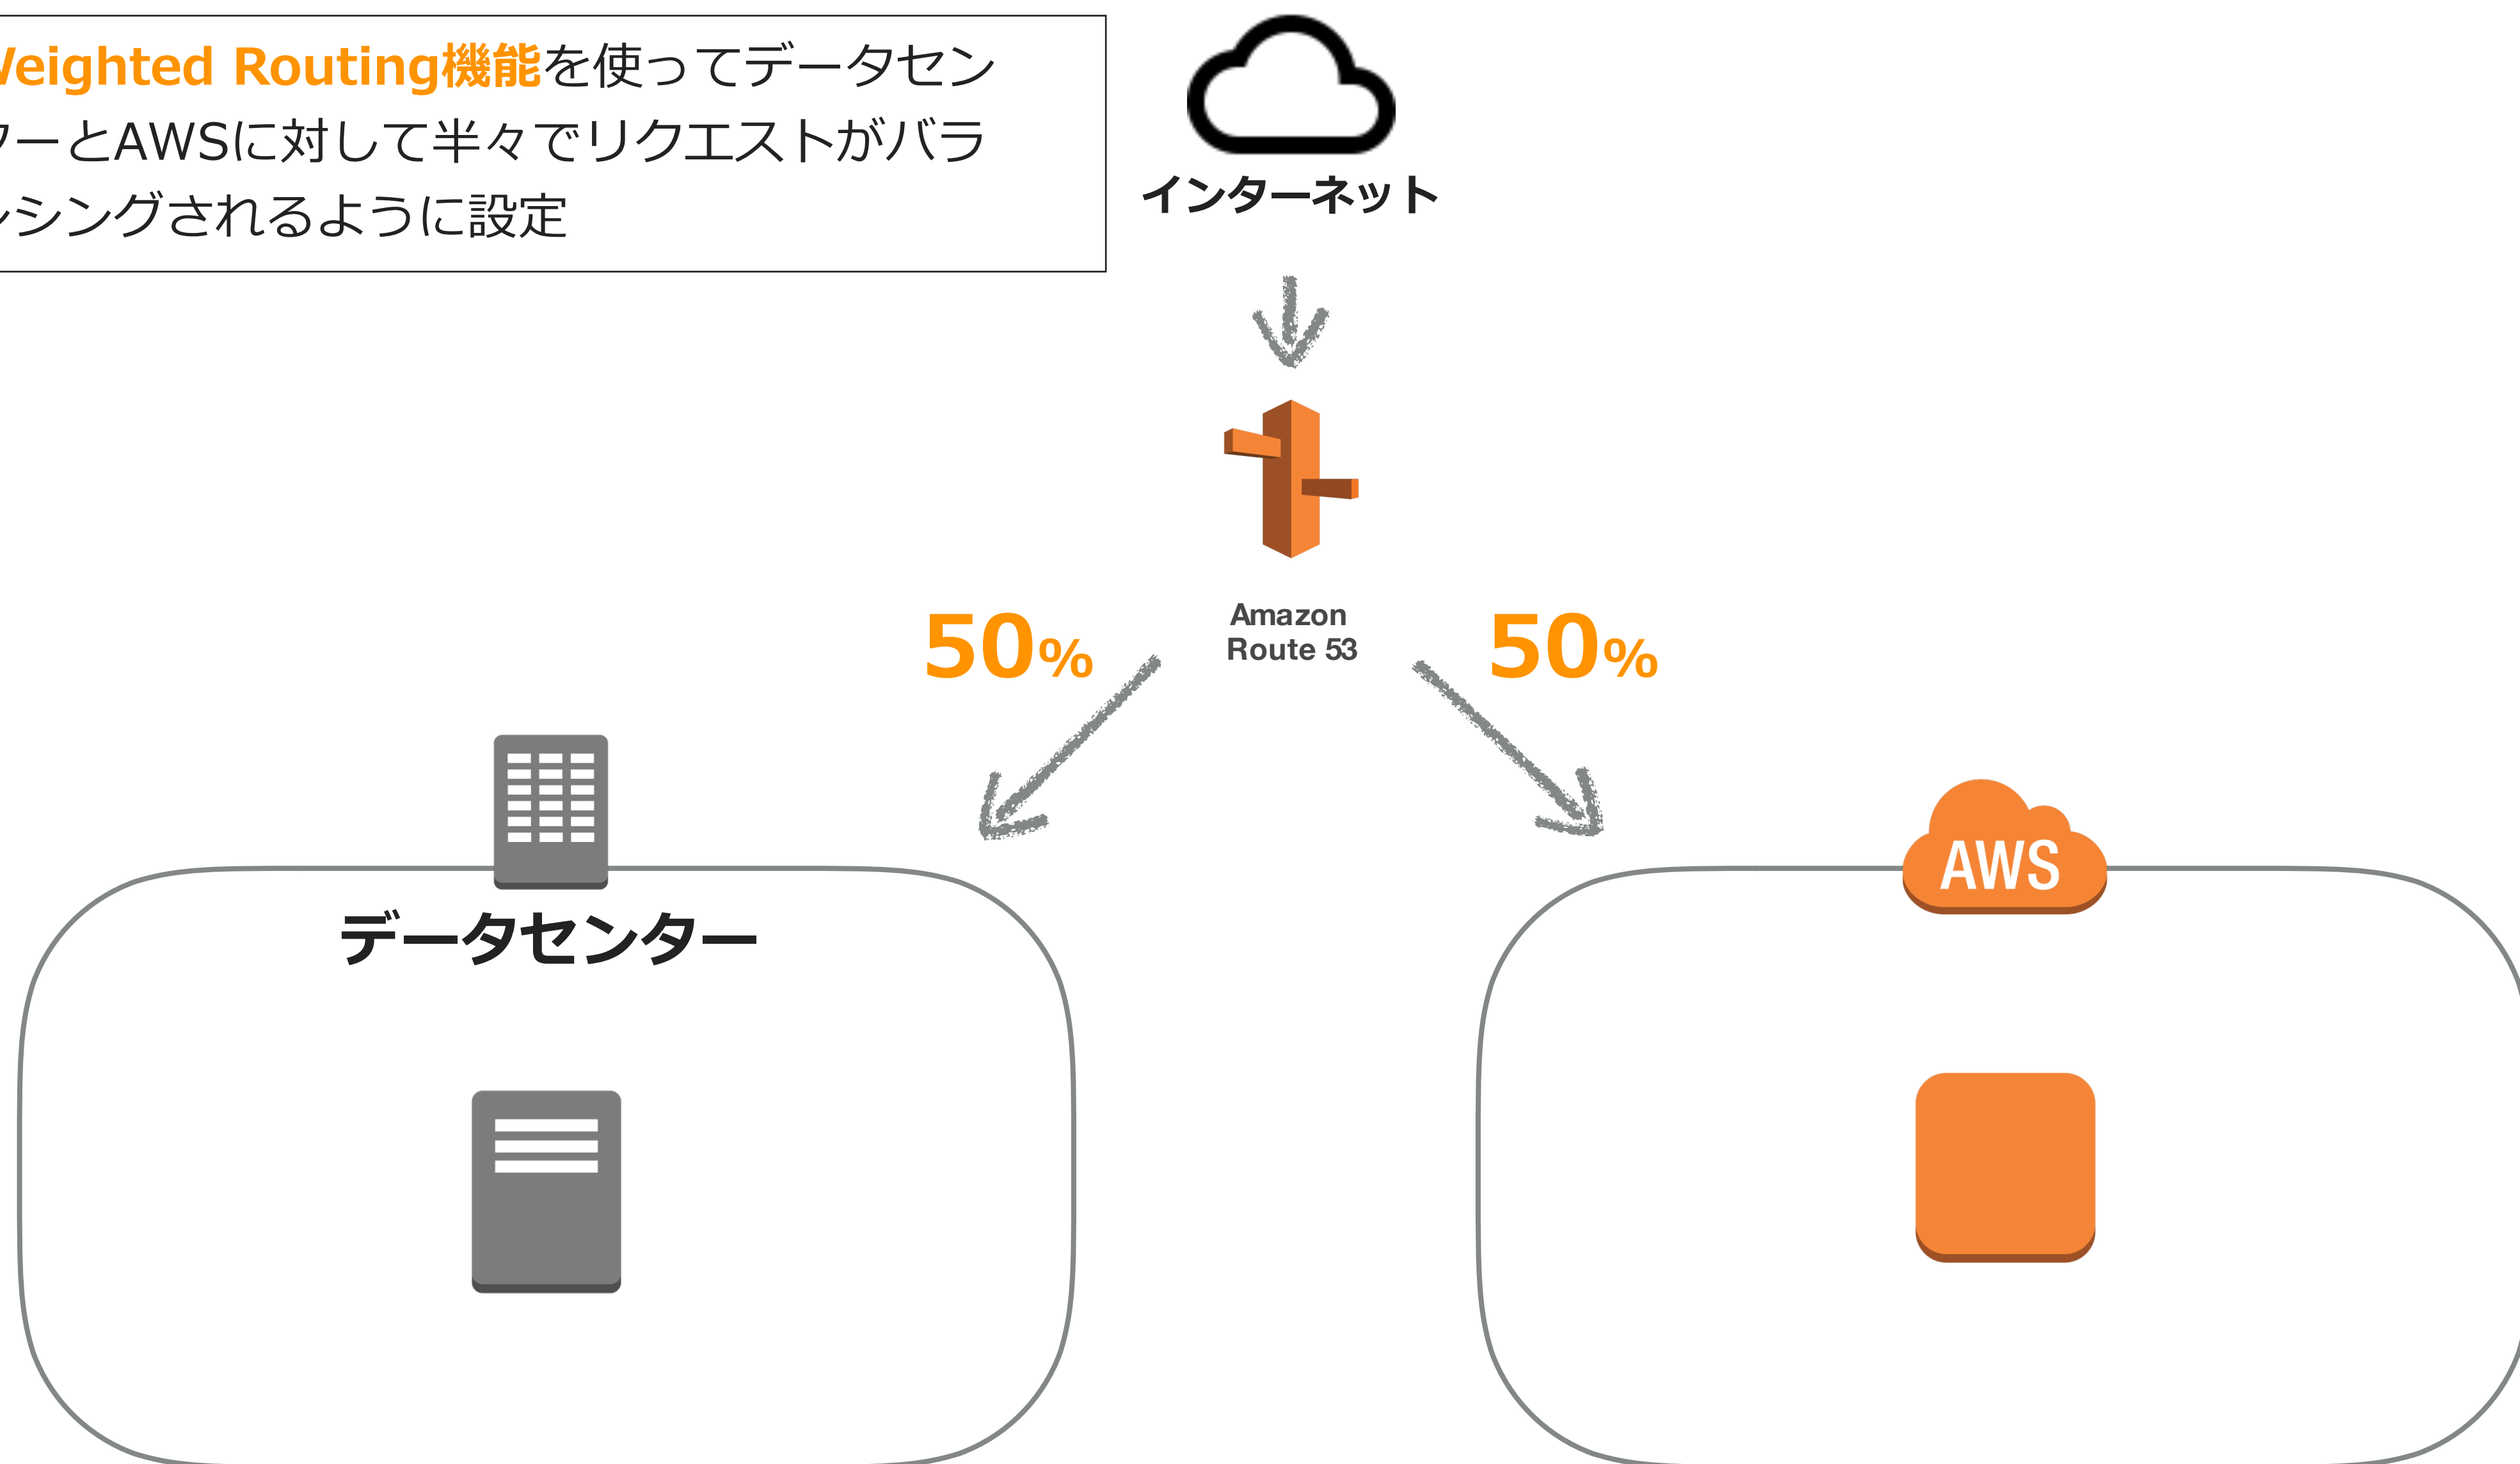 Weighted Routing機能を使ってデータセン
ターとAWSに対して半々でリクエストがバラ
ンシングされるように設定
インターネット
Amazon
Route 53
50%
50%
AWS
データセンター